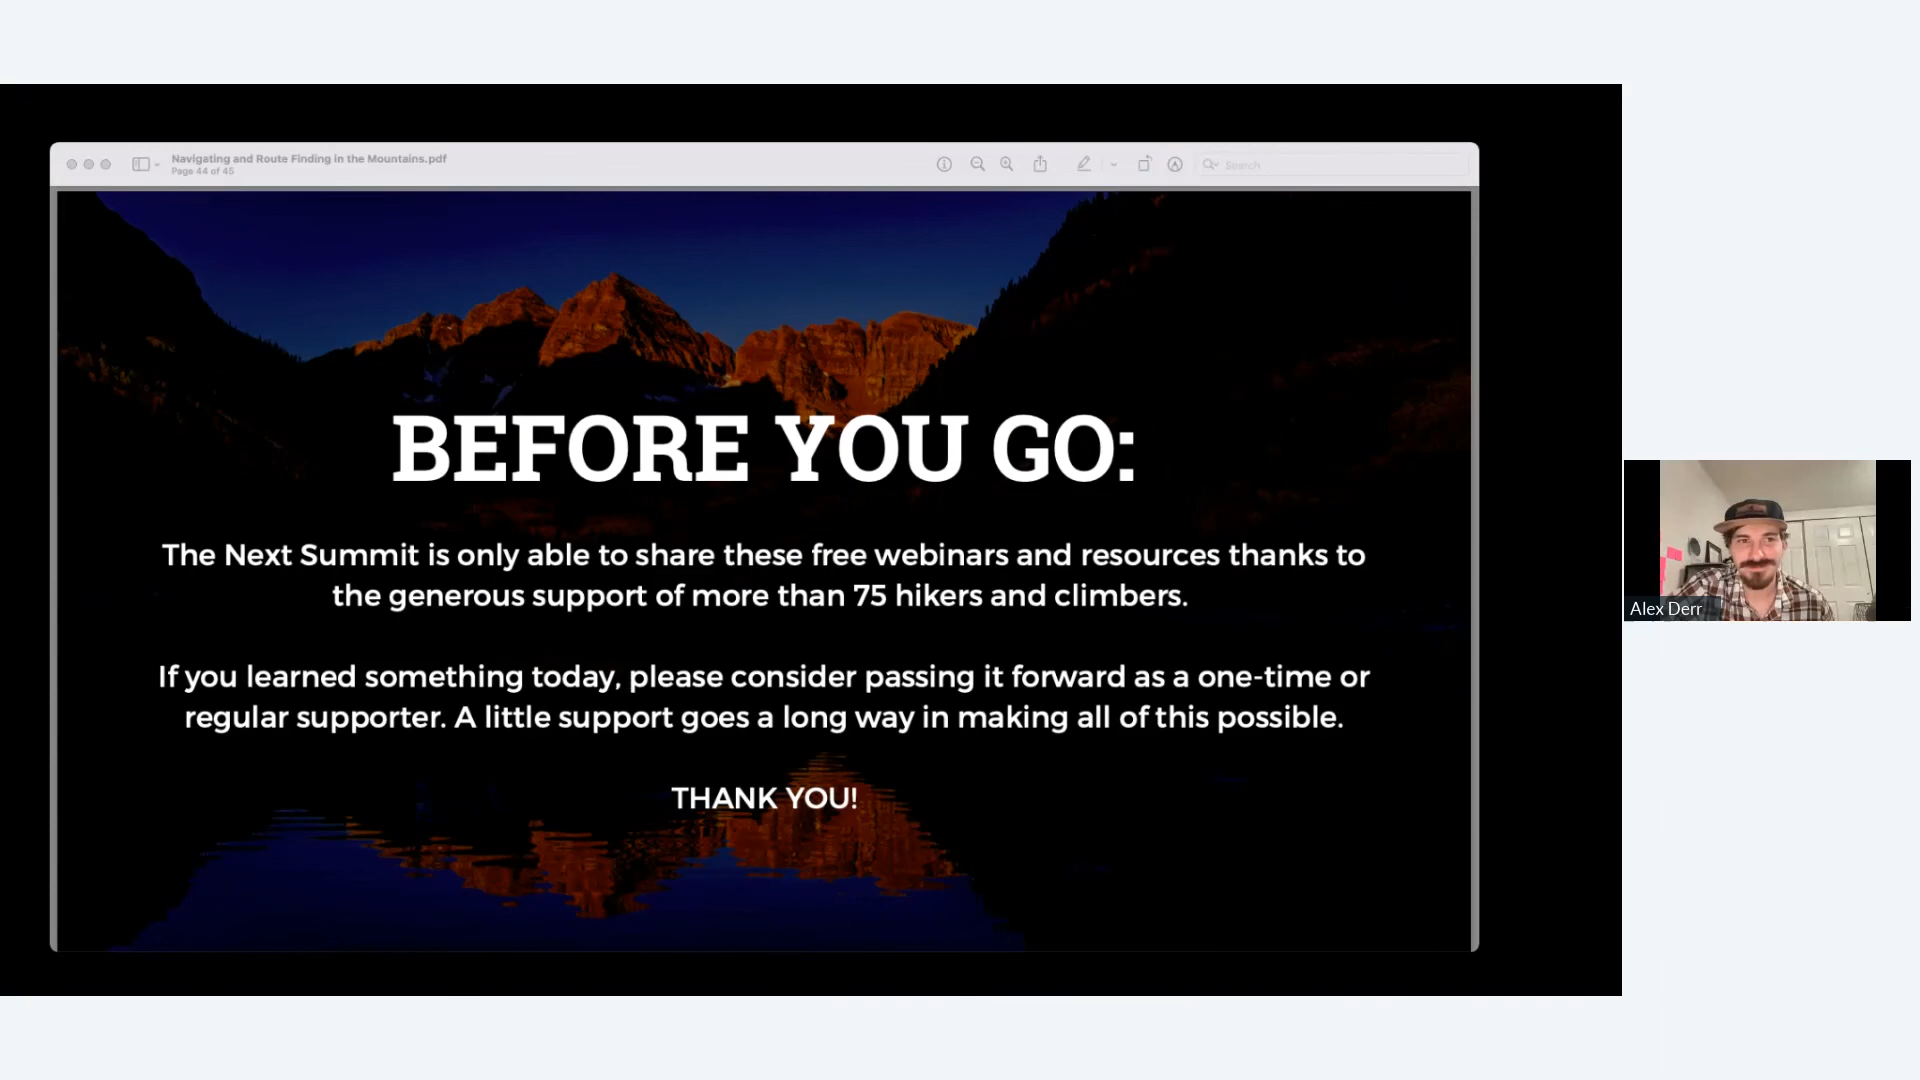 Navigating and Route Finding in the Mountains.pdf
Page 44 of 45
Search
BEFORE YOU GO:
The Next Summit is only able to share these free webinars and resources thanks to
the generous support of more than 75 hikers and climbers.
If you learned something today, please consider passing it forward as a one-time or
regular supporter. A little support goes a long way in making all of this possible.
THANK YOU!
Alex Derr